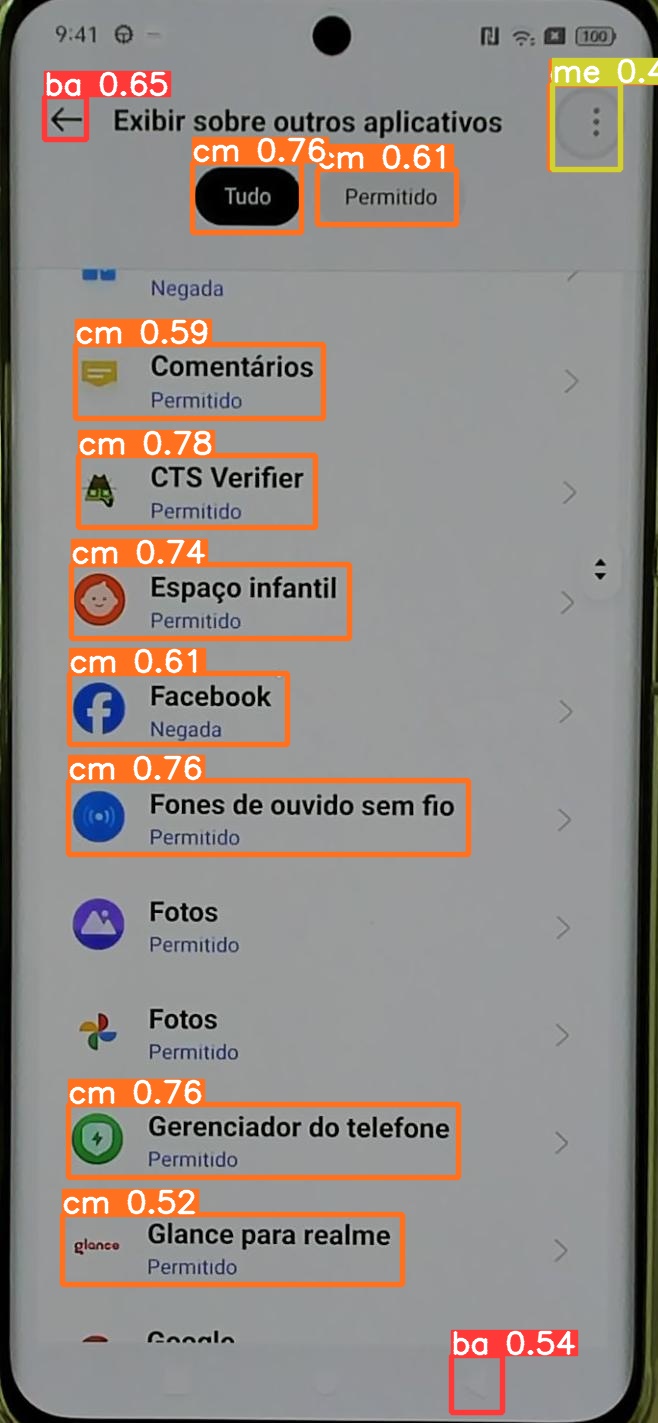 9:41
100
ba 0.65
me 0.4
Exibir sobre outros aplicativos
cm 0.76
cm 0.61
Tudo
Permitido
Negada
cm 0.59
Comentários
Permitido
cm 0.78
CTS Verifier
Permitido
cm 0.74
Espaço infantil
Permitido
cm 0.61
Facebook
Negada
cm 0.76
Fones de ouvido sem fio
Permitido
Fotos
Permitido
Fotos
Permitido
cm 0.76
Gerenciador do telefone
Permitido
cm 0.52
glance
Glance para realme
Permitido
Google
ba 0.54